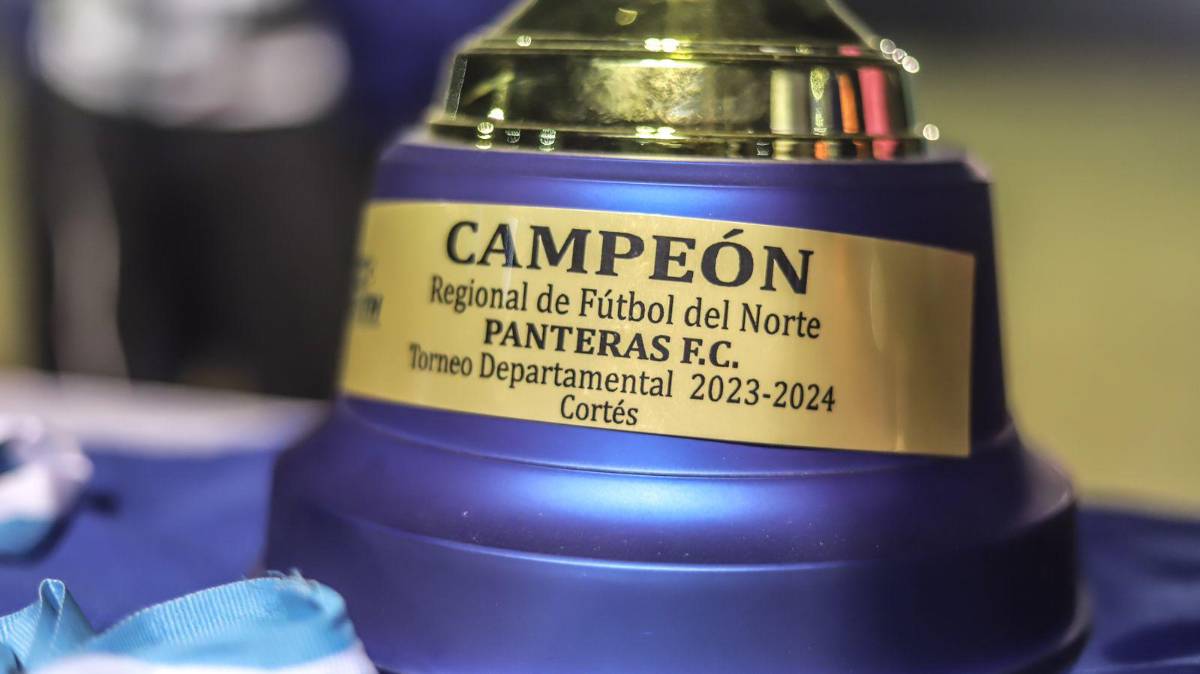 CAMPEÓN
Regional de Fútbol del Norte
PANTERAS F.C.
Torneo Departamental 2023-2024
Cortés